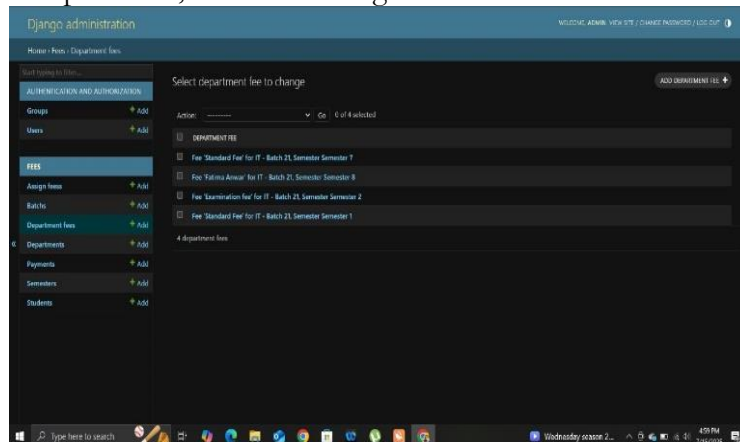 Django administration
WELCOME, ADMIN. VIEW SITE / CHANGE PASSWORD / LOG OUT
Home › Fees › Department fees
Start typing to filter...
AUTHENTICATION AND AUTHORIZATION
Groups + Add
Users + Add
FEES
Assign feess + Add
Batchs + Add
Department fees + Add
Departments + Add
Payments + Add
Semesters + Add
Students + Add
«
Select department fee to change
ADD DEPARTMENT FEE +
Action: --------- Go 0 of 4 selected
DEPARTMENT FEE
Fee 'Standard Fee' for IT - Batch 21, Semester Semester 7
Fee 'Fatima Anwar' for IT - Batch 21, Semester Semester 8
Fee 'Examination fee' for IT - Batch 21, Semester Semester 2
Fee 'Standard Fee' for IT - Batch 21, Semester Semester 1
4 department fees
Type here to search
Wednesday season 2...
4:59 PM